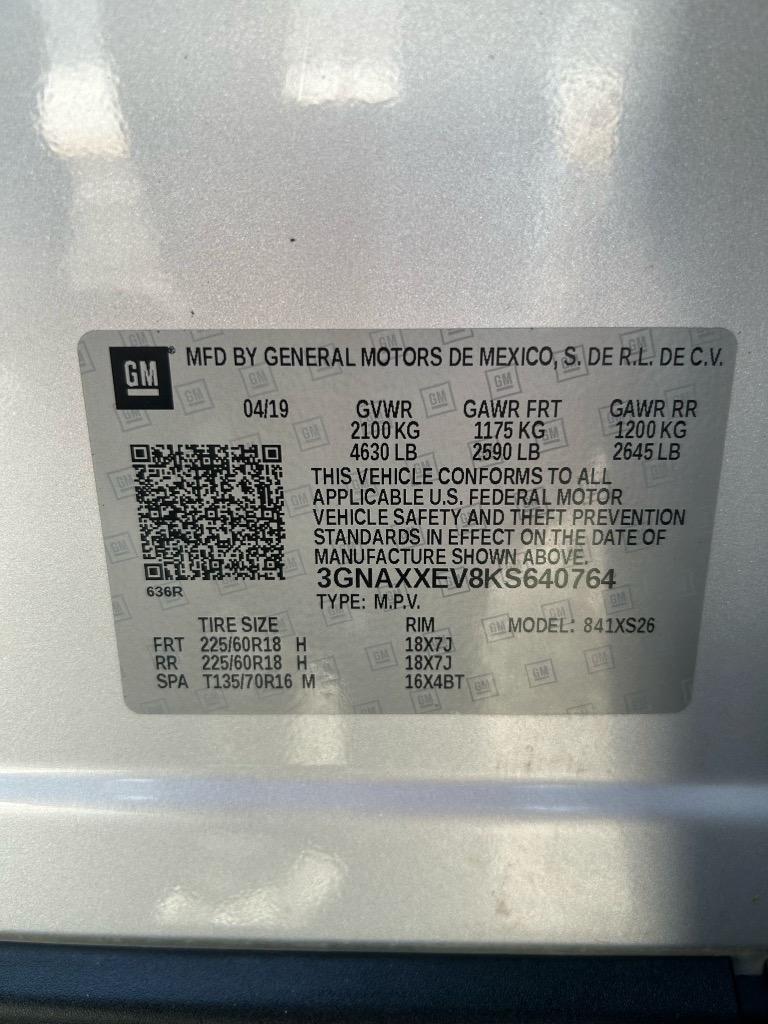 GM® MFD BY GENERAL MOTORS DE MEXICO, S. DE R.L. DE C.V.
04/19 GVWR GAWR FRT GAWR RR
2100 KG 1175 KG 1200 KG
4630 LB 2590 LB 2645 LB
THIS VEHICLE CONFORMS TO ALL
APPLICABLE U.S. FEDERAL MOTOR
VEHICLE SAFETY AND THEFT PREVENTION
STANDARDS IN EFFECT ON THE DATE OF
MANUFACTURE SHOWN ABOVE.
636R
3GNAXXEV8KS640764
TYPE: M.P.V.
TIRE SIZE RIM MODEL: 841XS26
FRT 225/60R18 H 18X7J
RR 225/60R18 H 18X7J
SPA T135/70R16 M 16X4BT